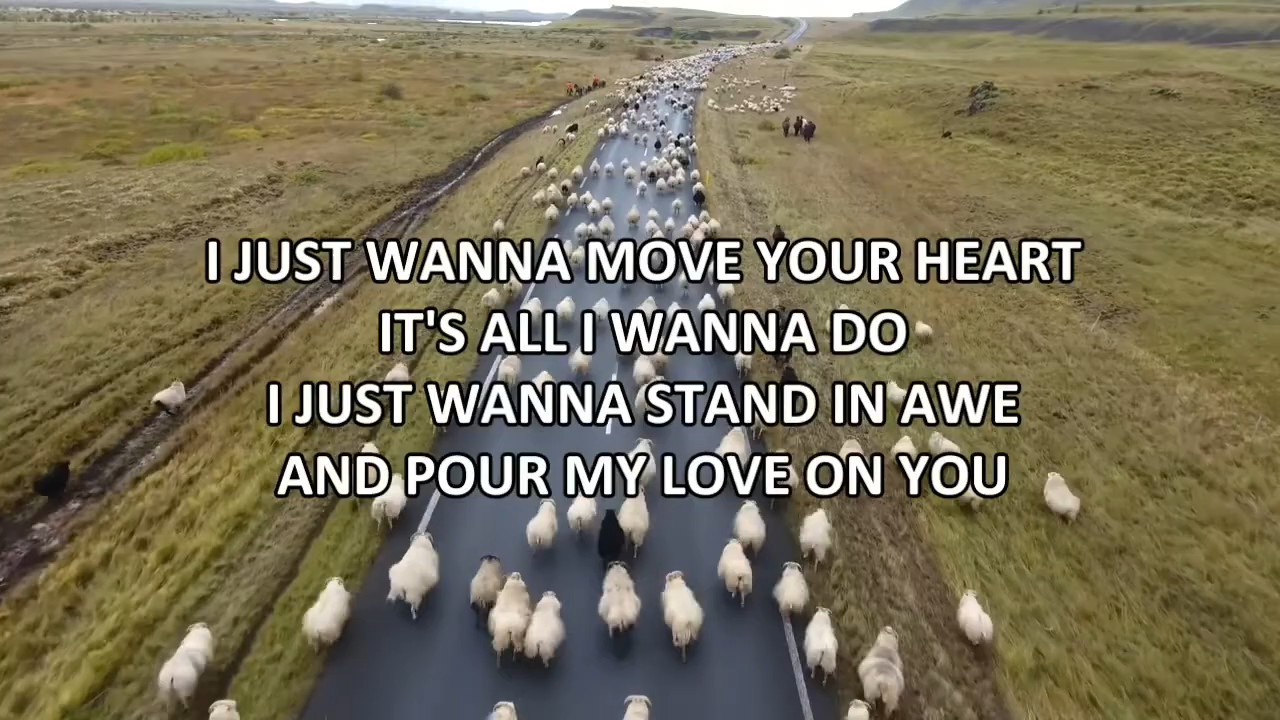 I JUST WANNA MOVE YOUR HEART
IT'S ALL I WANNA DO
I JUST WANNA STAND IN AWE
AND POUR MY LOVE ON YOU